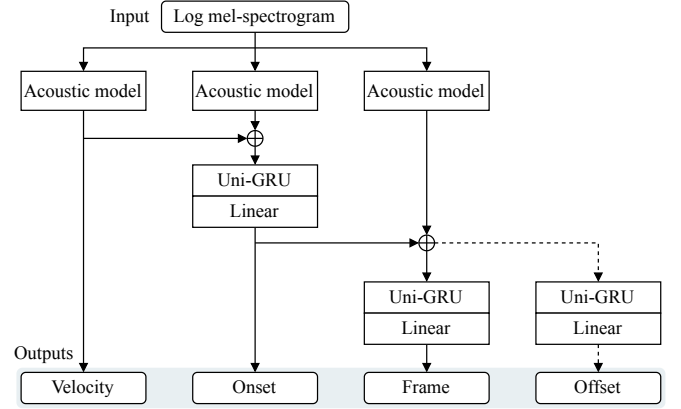 Input
Log mel-spectrogram
Acoustic model
Acoustic model
Acoustic model
Uni-GRU
Linear
Uni-GRU
Linear
Uni-GRU
Linear
Outputs
Velocity
Onset
Frame
Offset